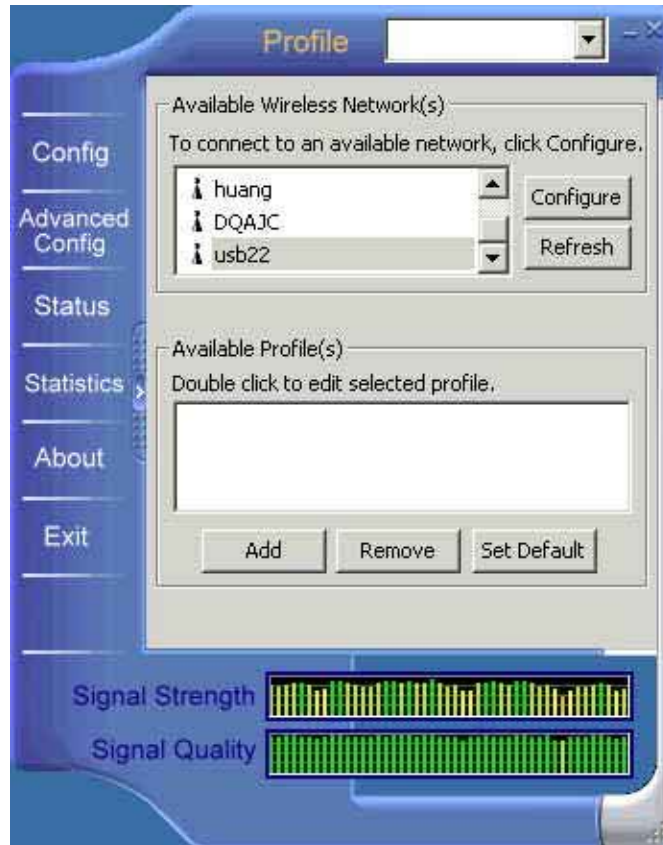 Profile
Available Wireless Network(s)
To connect to an available network, click Configure.
huang
DQAJC
usb22
Configure
Refresh
Config
Advanced
Config
Status
Statistics
About
Exit
Available Profile(s)
Double click to edit selected profile.
Add
Remove
Set Default
Signal Strength
Signal Quality